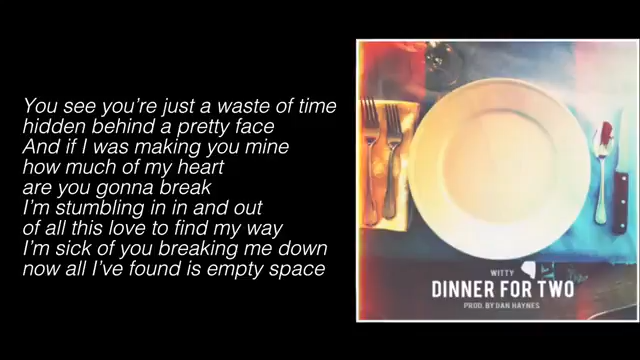 You see you're just a waste of time
hidden behind a pretty face
And if I was making you mine
how much of my heart
are you gonna break
I'm stumbling in in and out
of all this love to find my way
I'm sick of you breaking me down
now all I've found is empty space
WITTY
DINNER FOR TWO
PROD. BY DAN HAYNES